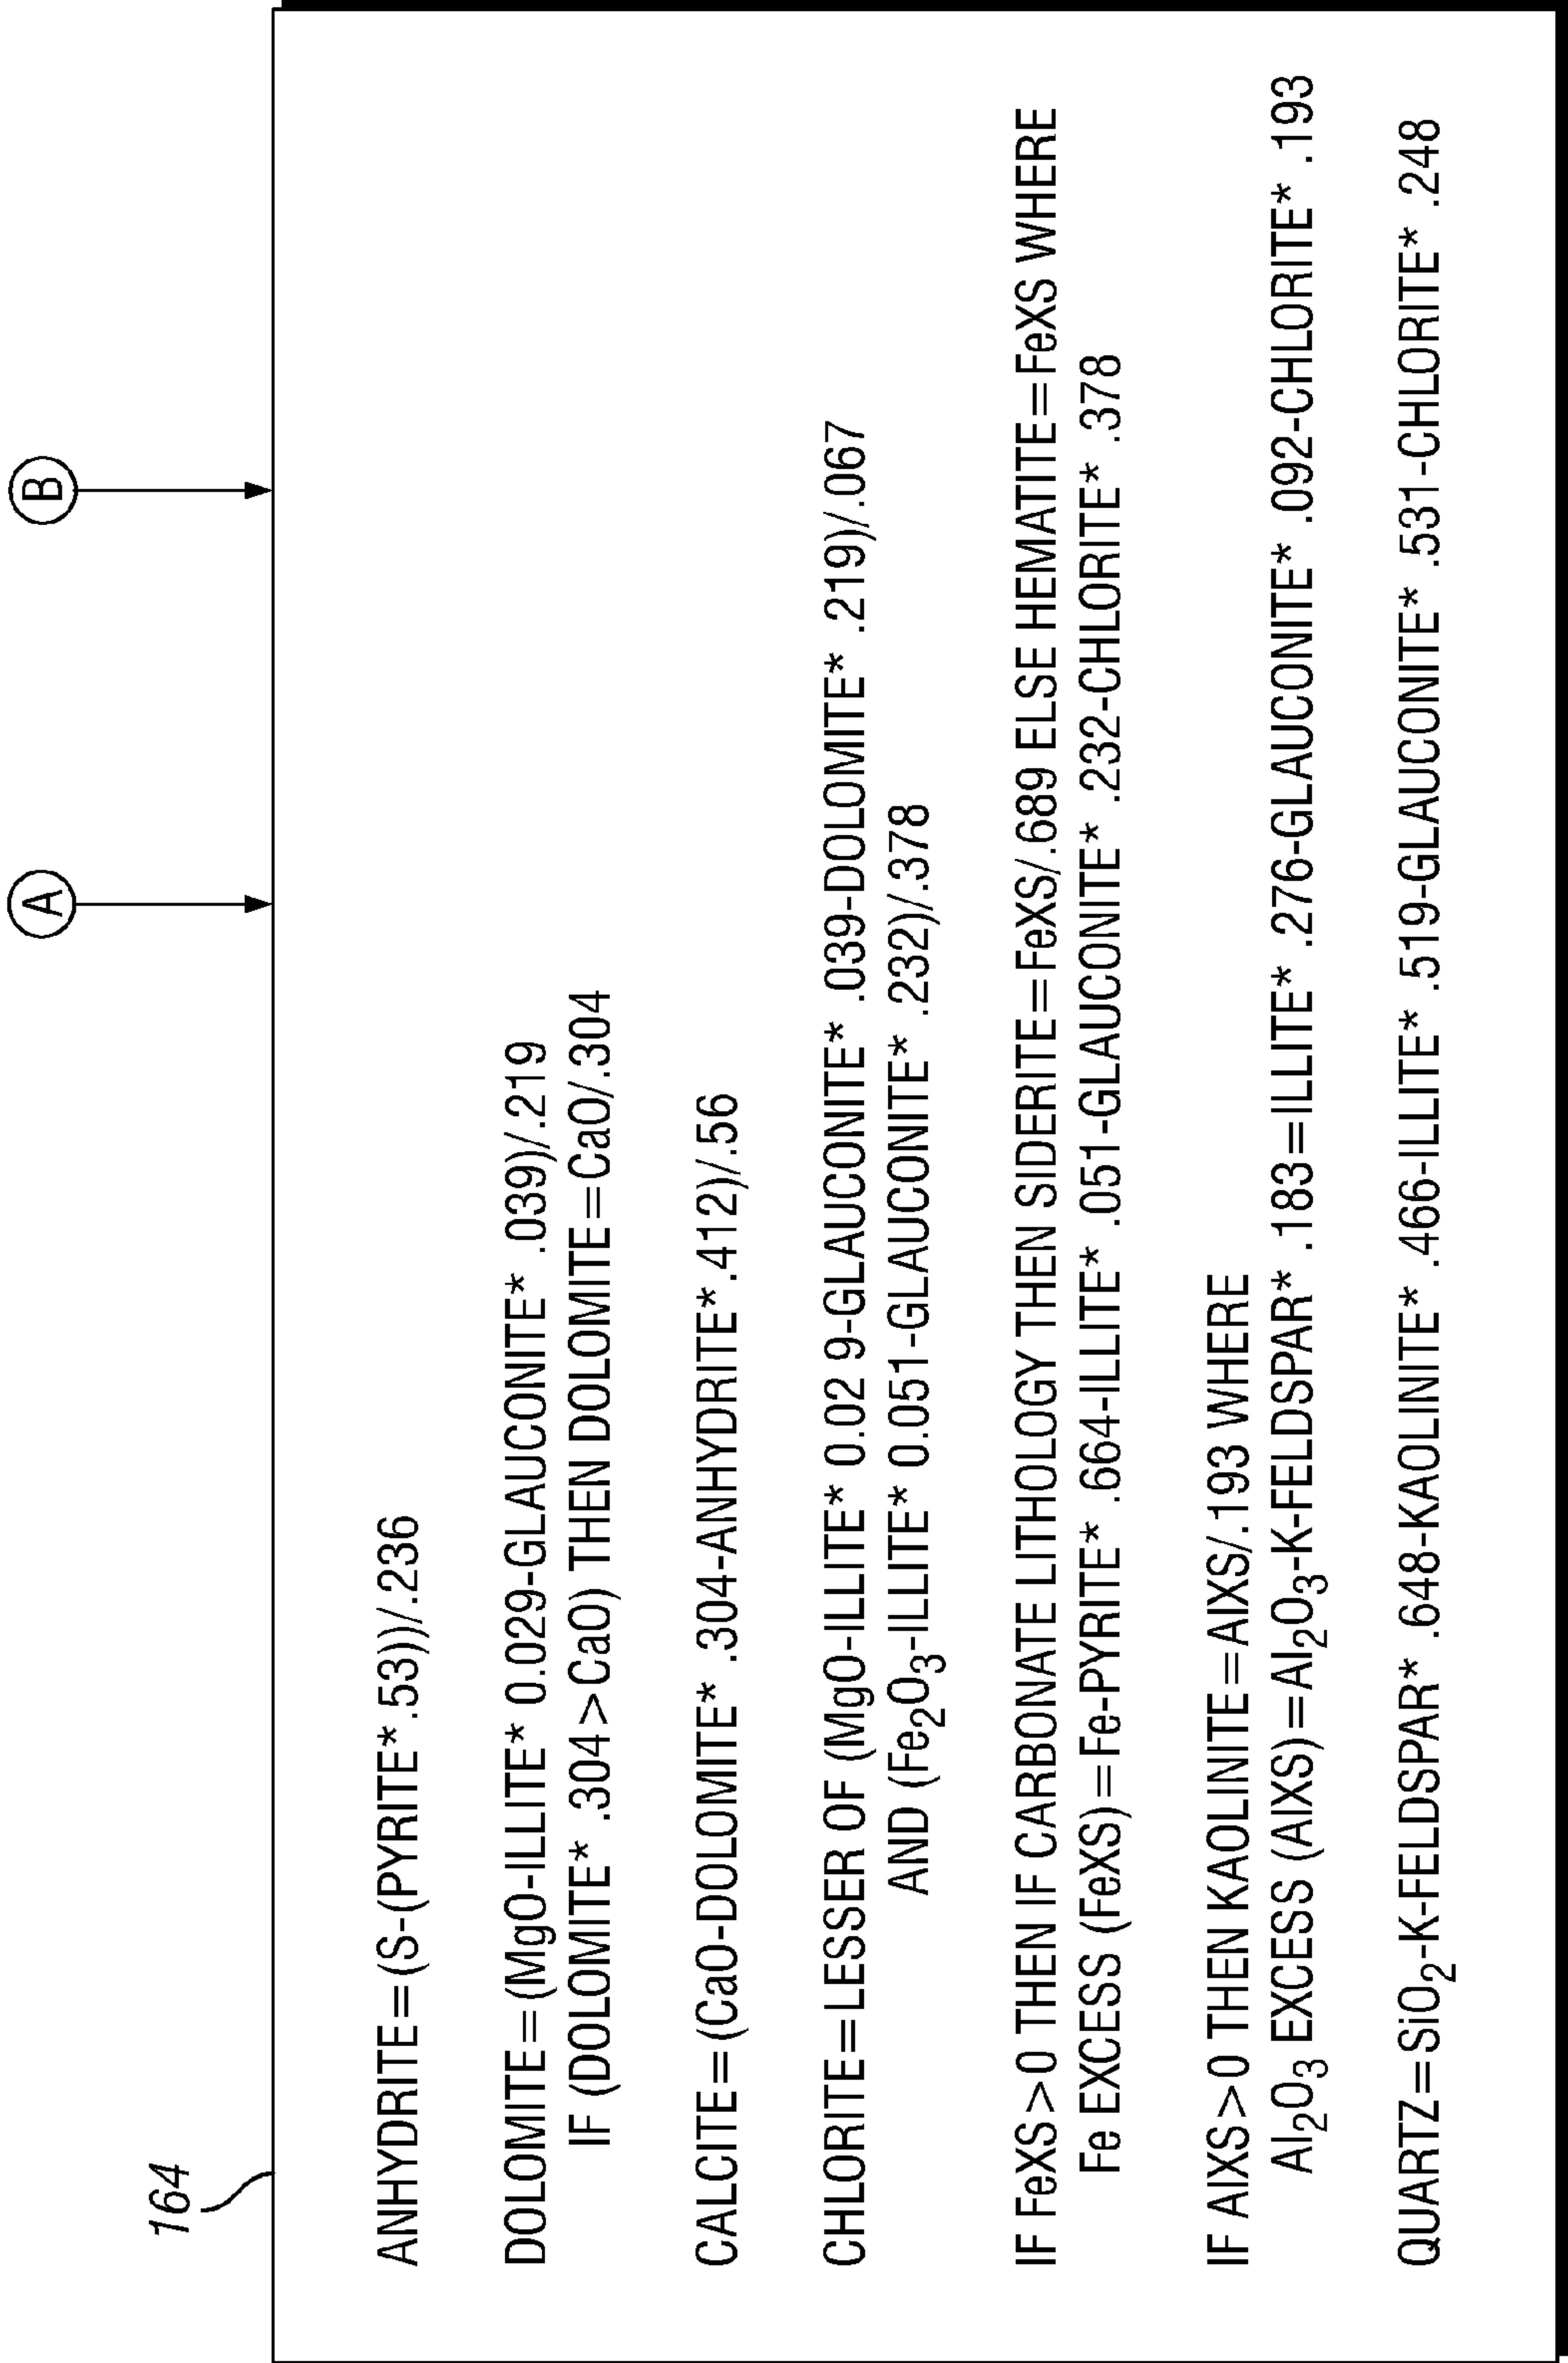 A
B
164
ANHYDRITE=(S-(PYRITE*.53))/.236
DOLOMITE=(MgO-ILLITE* 0.029-GLAUCONITE* .039)/.219
IF (DOLOMITE* .304>CaO) THEN DOLOMITE=CaO/.304
CALCITE=(CaO-DOLOMITE* .304-ANHYDRITE*.412)/.56
CHLORITE=LESSER OF (MgO-ILLITE* 0.02 9-GLAUCONITE* .039-DOLOMITE* .219)/.067
AND (Fe₂O₃-ILLITE* 0.051-GLAUCONITE* .232)/.378
IF FeXS>0 THEN IF CARBONATE LITHOLOGY THEN SIDERITE=FeXS/.689 ELSE HEMATITE=FeXS WHERE
Fe EXCESS (FeXS)=Fe-PYRITE* .664-ILLITE* .051-GLAUCONITE* .232-CHLORITE* .378
IF AlXS>0 THEN KAOLINITE=AlXS/.193 WHERE
Al₂O₃ EXCESS (AlXS)=Al₂O₃-K-FELDSPAR* .183=ILLITE* .276-GLAUCONITE* .092-CHLORITE* .193
QUARTZ=SiO₂-K-FELDSPAR* .648-KAOLINITE* .466-ILLITE* .519-GLAUCONITE* .531-CHLORITE* .248